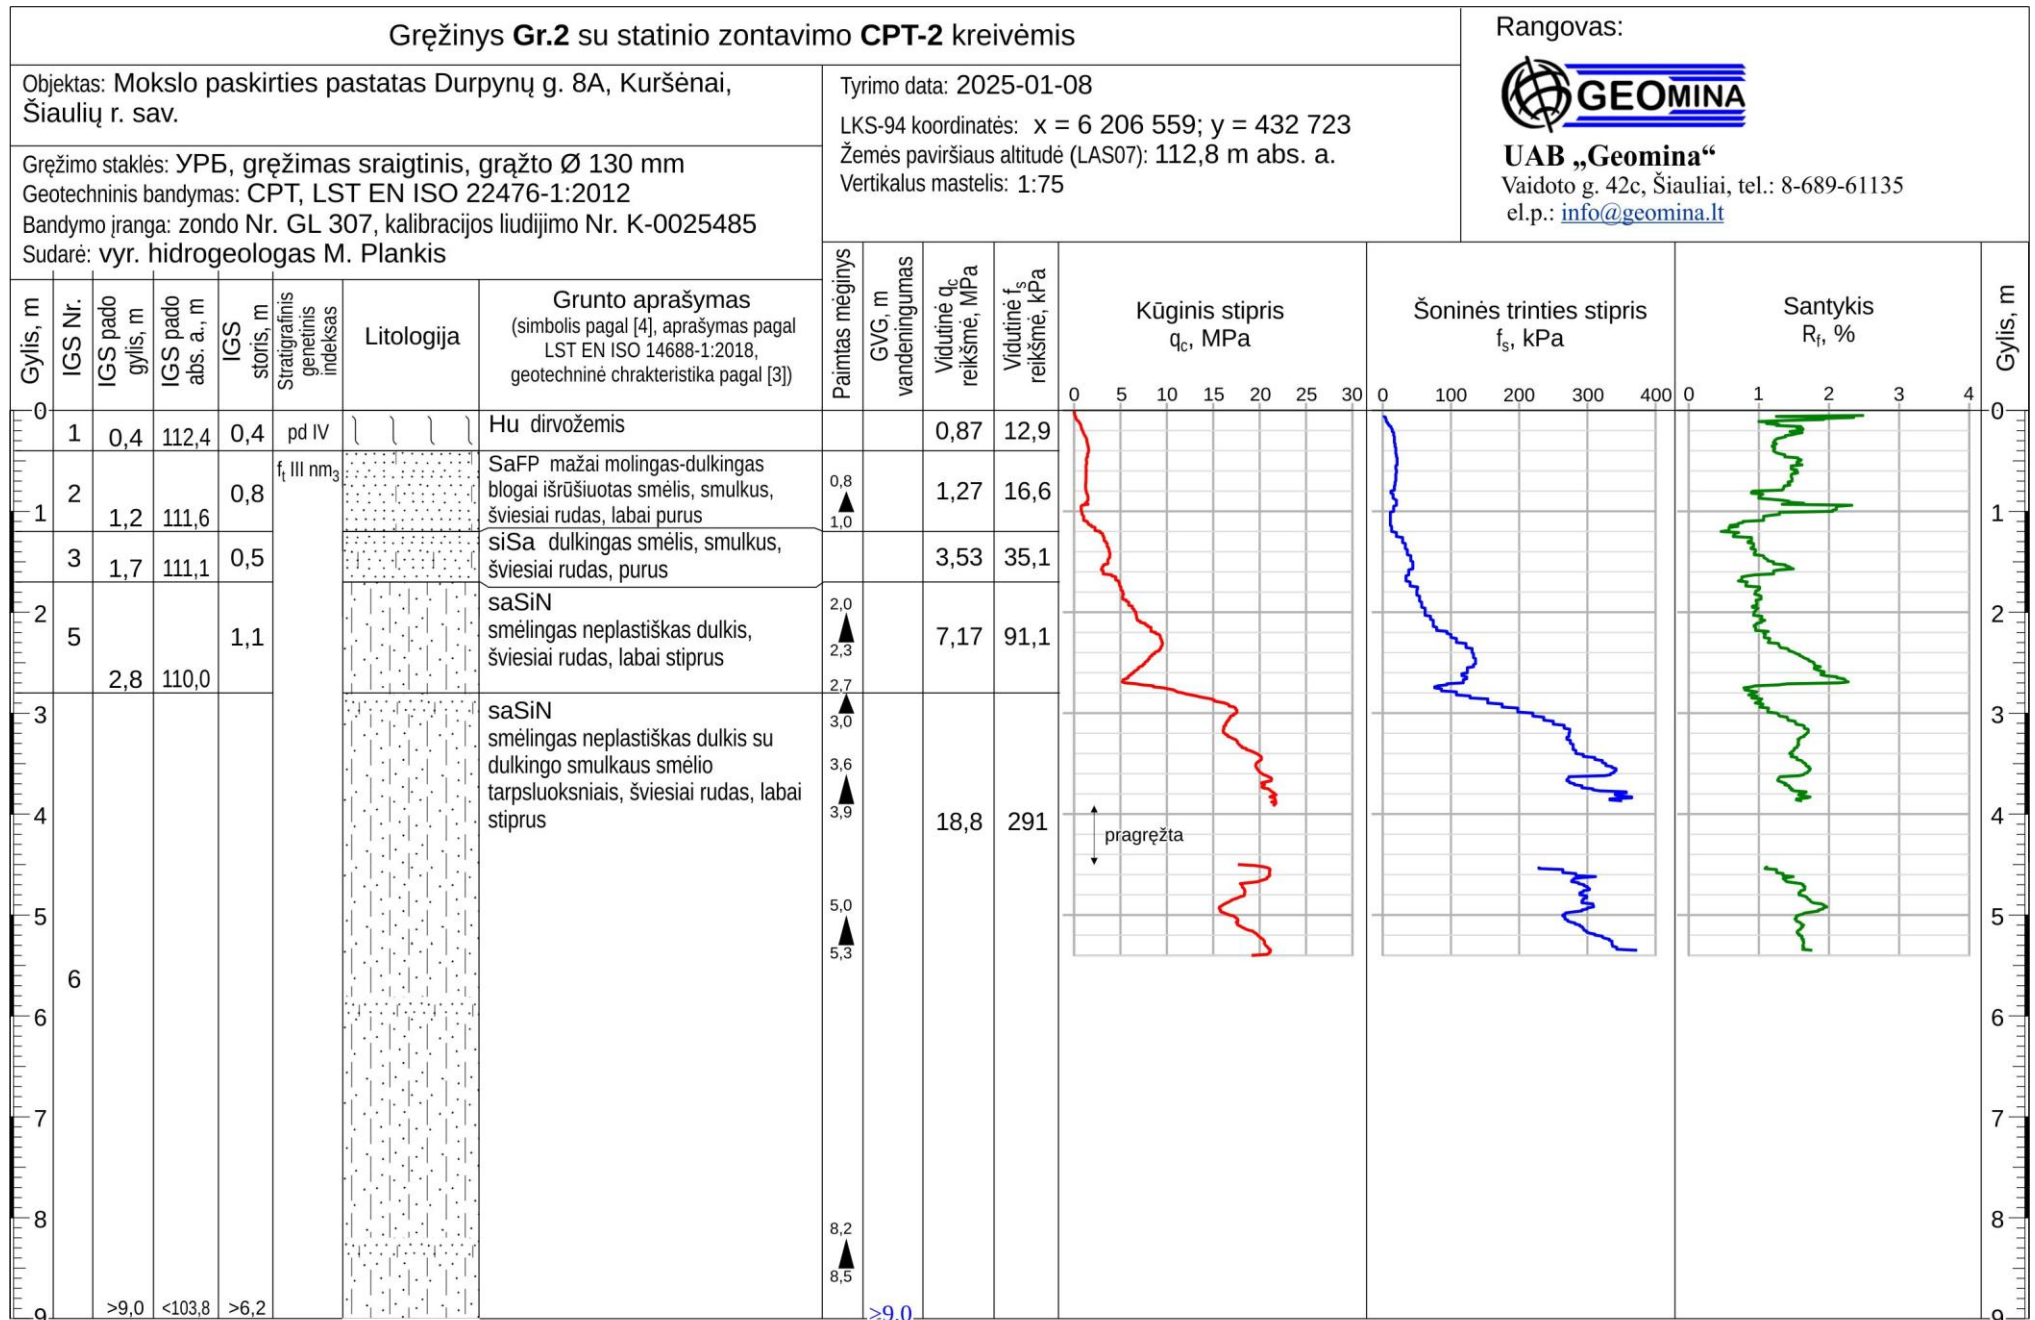 Gręžinys Gr.2 su statinio zontavimo CPT-2 kreivėmis
Rangovas:
GEOMINA
UAB „Geomina“
Vaidoto g. 42c, Šiauliai, tel.: 8-689-61135
el.p.: info@geomina.lt
Objektas: Mokslo paskirties pastatas Durpynų g. 8A, Kuršėnai,
Šiaulių r. sav.
Gręžimo staklės: УРБ, gręžimas sraigtinis, grąžto Ø 130 mm
Geotechninis bandymas: CPT, LST EN ISO 22476-1:2012
Bandymo įranga: zondo Nr. GL 307, kalibracijos liudijimo Nr. K-0025485
Sudarė: vyr. hidrogeologas M. Plankis
Tyrimo data: 2025-01-08
LKS-94 koordinatės: x = 6 206 559; y = 432 723
Žemės paviršiaus altitudė (LAS07): 112,8 m abs. a.
Vertikalus mastelis: 1:75
Gylis, m
IGS Nr.
IGS pado gylis, m
IGS pado abs. a., m
IGS storis, m
Stratigrafinis genetinis indeksas
Litologija
Grunto aprašymas
(simbolis pagal [4], aprašymas pagal
LST EN ISO 14688-1:2018,
geotechninė chrakteristika pagal [3])
Paimtas mėginys
GVG, m vandeningumas
Vidutinė qc reikšmė, MPa
Vidutinė fs reikšmė, kPa
Kūginis stipris
qc, MPa
0 5 10 15 20 25 30
Šoninės trinties stipris
fs, kPa
0 100 200 300 400
Santykis
Rf, %
0 1 2 3 4
Gylis, m
0 1 2 3 4 5 6 7 8 9
1 0,4 112,4 0,4 pd IV
Hu dirvožemis
0,87 12,9
2 1,2 111,6 0,8 ft III nm3
SaFP mažai molingas-dulkingas
blogai išrūšiuotas smėlis, smulkus,
šviesiai rudas, labai purus
0,8
1,0
1,27 16,6
3 1,7 111,1 0,5
siSa dulkingas smėlis, smulkus,
šviesiai rudas, purus
3,53 35,1
5 2,8 110,0 1,1
saSiN
smėlingas neplastiškas dulkis,
šviesiai rudas, labai stiprus
2,0
2,3
2,7
7,17 91,1
6 >9,0 <103,8 >6,2
saSiN
smėlingas neplastiškas dulkis su
dulkingo smulkaus smėlio
tarpsluoksniais, šviesiai rudas, labai
stiprus
3,0
3,6
3,9
5,0
5,3
8,2
8,5
>9,0
18,8 291
pragręžta
0 1 2 3 4 5 6 7 8 9